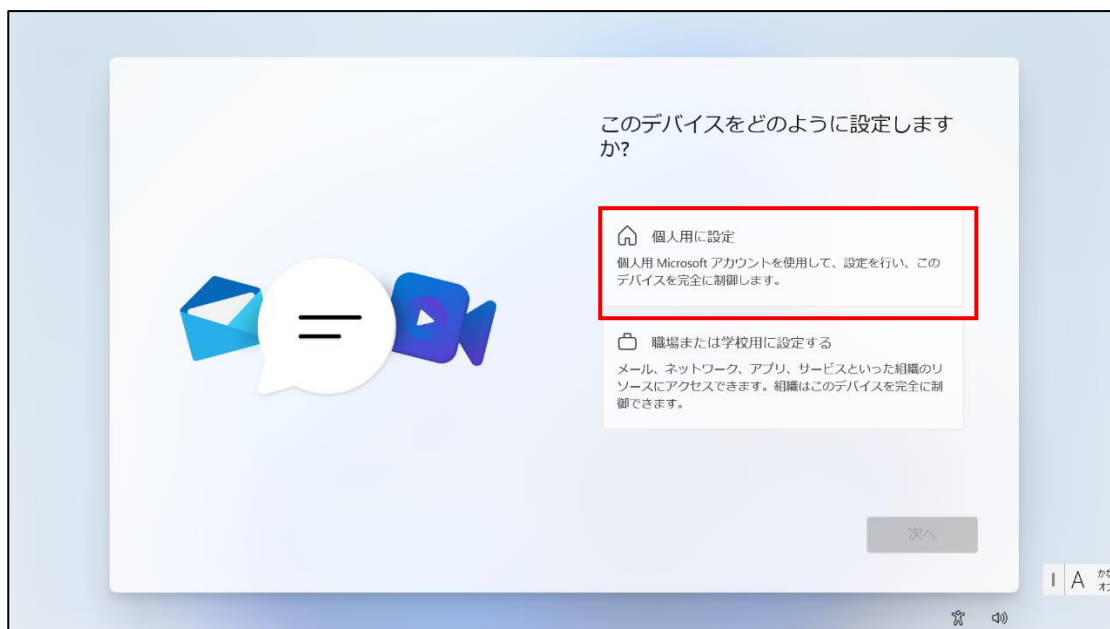 このデバイスをどのように設定します
か?
個人用に設定
個人用 Microsoft アカウントを使用して、設定を行い、この
デバイスを完全に制御します。
職場または学校用に設定する
メール、ネットワーク、アプリ、サービスといった組織のリ
ソースにアクセスできます。組織はこのデバイスを完全に制
御できます。
次へ
A